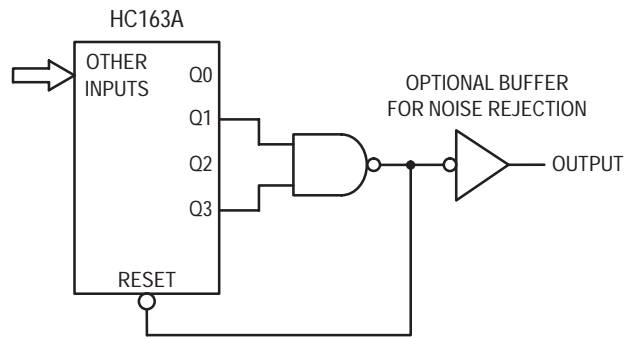 HC163A
OTHER
INPUTS
Q0
Q1
Q2
Q3
RESET
OPTIONAL BUFFER
FOR NOISE REJECTION
OUTPUT